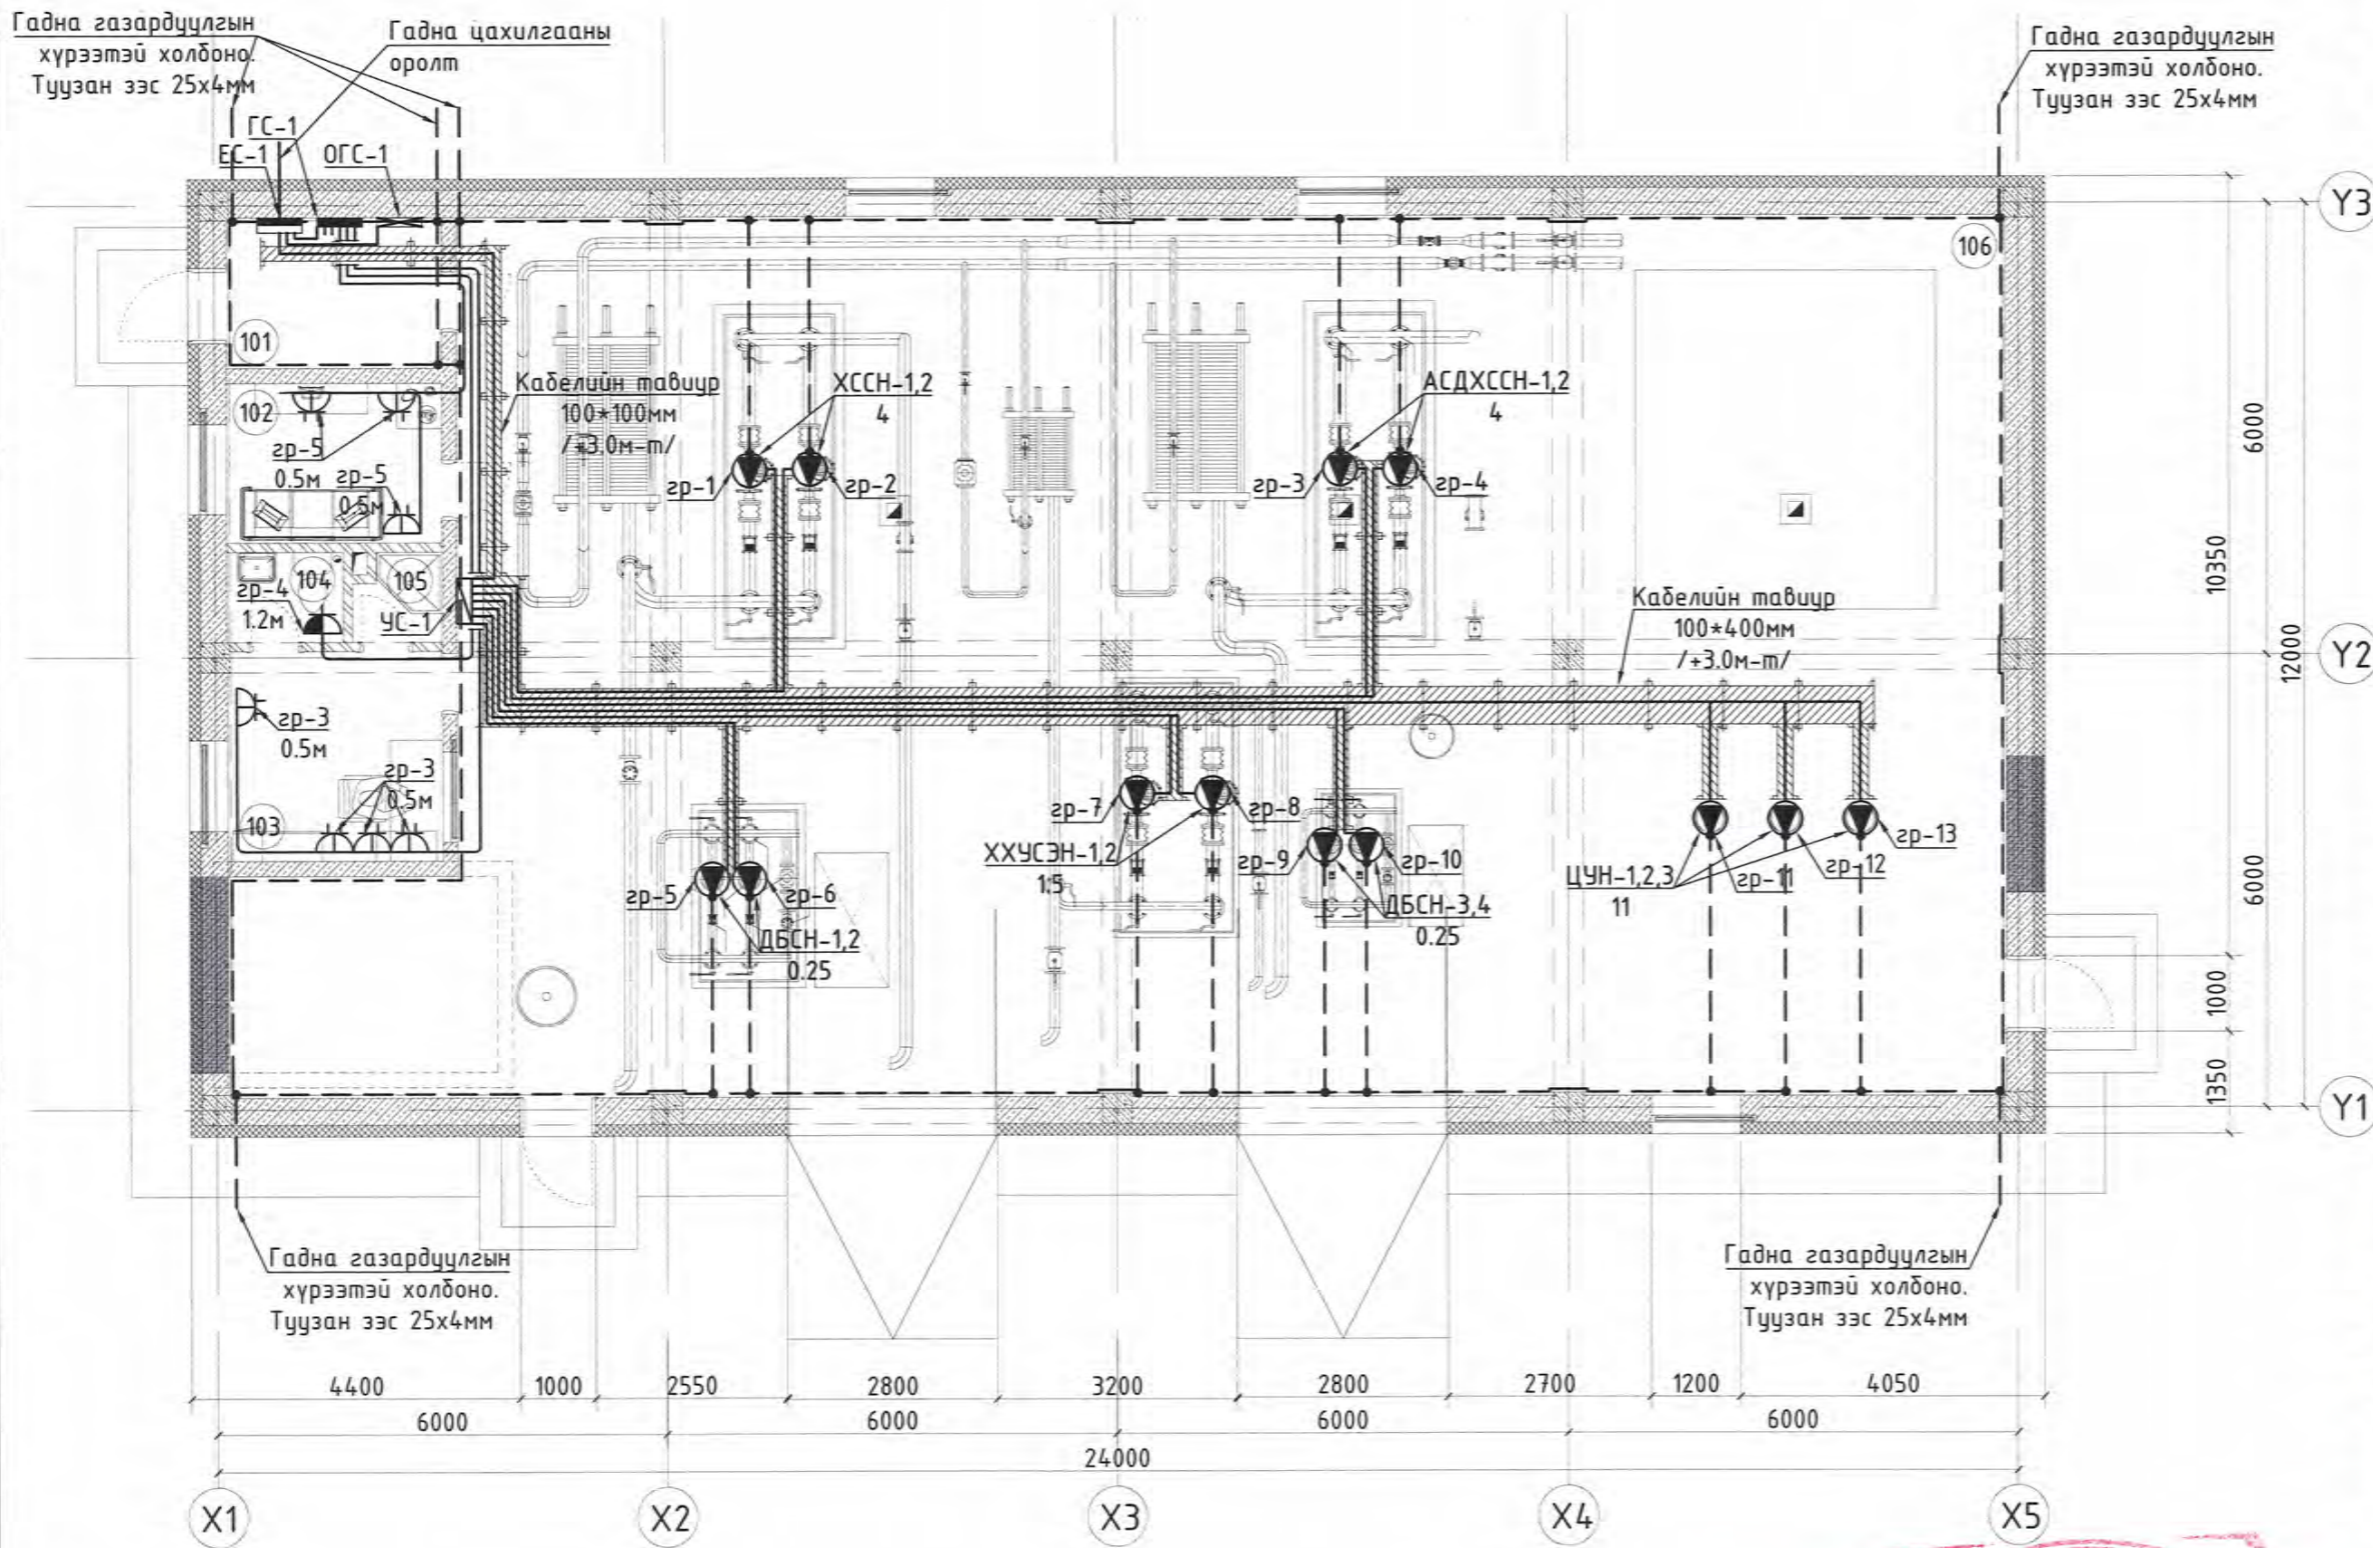 Гадна газардуулгын
хүрээтэй холбоно.
Туузан зэс 25x4мм
Гадна цахилгааны
оролт
Гадна газардуулгын
хүрээтэй холбоно.
Туузан зэс 25x4мм
ГС-1
ЕС-1
ОГС-1
Y3
106
101
102
Кабелийн тавиур
100*100мм
/+3.0м-т/
ХССН-1,2
4
АСДХССН-1,2
4
гр-5
0.5м
гр-5
0.5м
гр-1
гр-2
гр-3
гр-4
6000
10350
12000
104
105
гр-4
1.2м
УС-1
Кабелийн тавиур
100*400мм
/+3.0м-т/
Y2
гр-3
0.5м
гр-3
0.5м
103
гр-7
гр-8
ХХУСЭН-1,2
1.5
гр-9
гр-10
гр-13
гр-12
гр-11
ЦУН-1,2,3
11
гр-5
гр-6
ДБСН-1,2
0.25
ДБСН-3,4
0.25
6000
1000
1350
Y1
Гадна газардуулгын
хүрээтэй холбоно.
Туузан зэс 25x4мм
Гадна газардуулгын
хүрээтэй холбоно.
Туузан зэс 25x4мм
4400 1000 2550 2800 3200 2800 2700 1200 4050
6000 6000 6000 6000
24000
X1 X2 X3 X4 X5